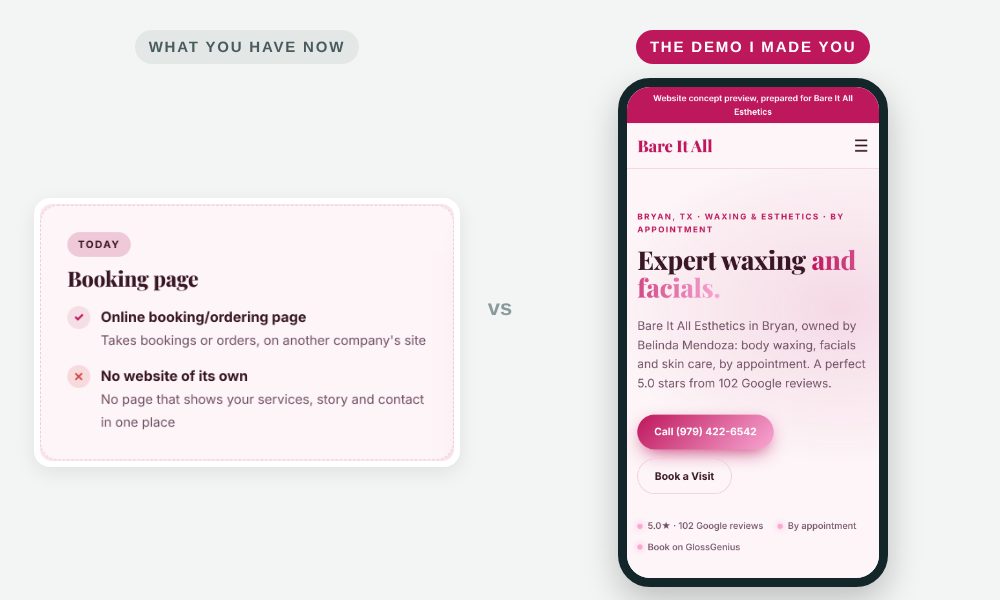 WHAT YOU HAVE NOW
TODAY
Booking page
Online booking/ordering page
Takes bookings or orders, on another company's site
No website of its own
No page that shows your services, story and contact
in one place
vs
THE DEMO I MADE YOU
Website concept preview, prepared for Bare It All
Esthetics
Bare It All
BRYAN, TX · WAXING & ESTHETICS · BY
APPOINTMENT
Expert waxing and
facials.
Bare It All Esthetics in Bryan, owned by
Belinda Mendoza: body waxing, facials
and skin care, by appointment. A perfect
5.0 stars from 102 Google reviews.
Call (979) 422-6542
Book a Visit
5.0★ · 102 Google reviews
By appointment
Book on GlossGenius